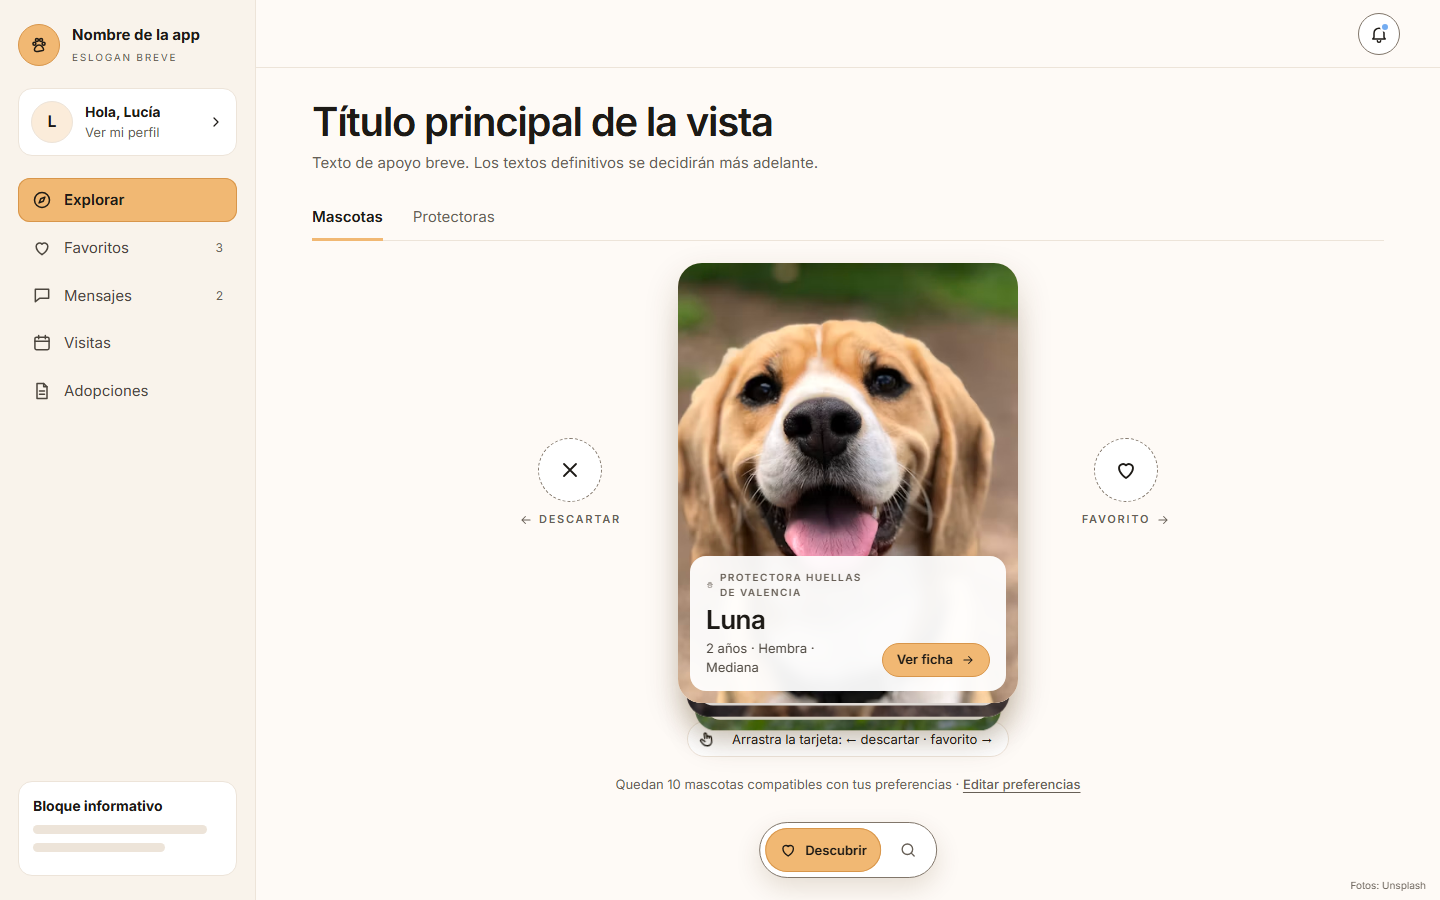 Nombre de la app
ESLOGAN BREVE
L
Hola, Lucía
Ver mi perfil
Explorar
Favoritos 3
Mensajes 2
Visitas
Adopciones
Bloque informativo
Título principal de la vista
Texto de apoyo breve. Los textos definitivos se decidirán más adelante.
Mascotas Protectoras
← DESCARTAR
FAVORITO →
PROTECTORA HUELLAS
DE VALENCIA
Luna
2 años · Hembra ·
Mediana
Ver ficha →
Arrastra la tarjeta: ← descartar · favorito →
Quedan 10 mascotas compatibles con tus preferencias · Editar preferencias
Descubrir
Fotos: Unsplash